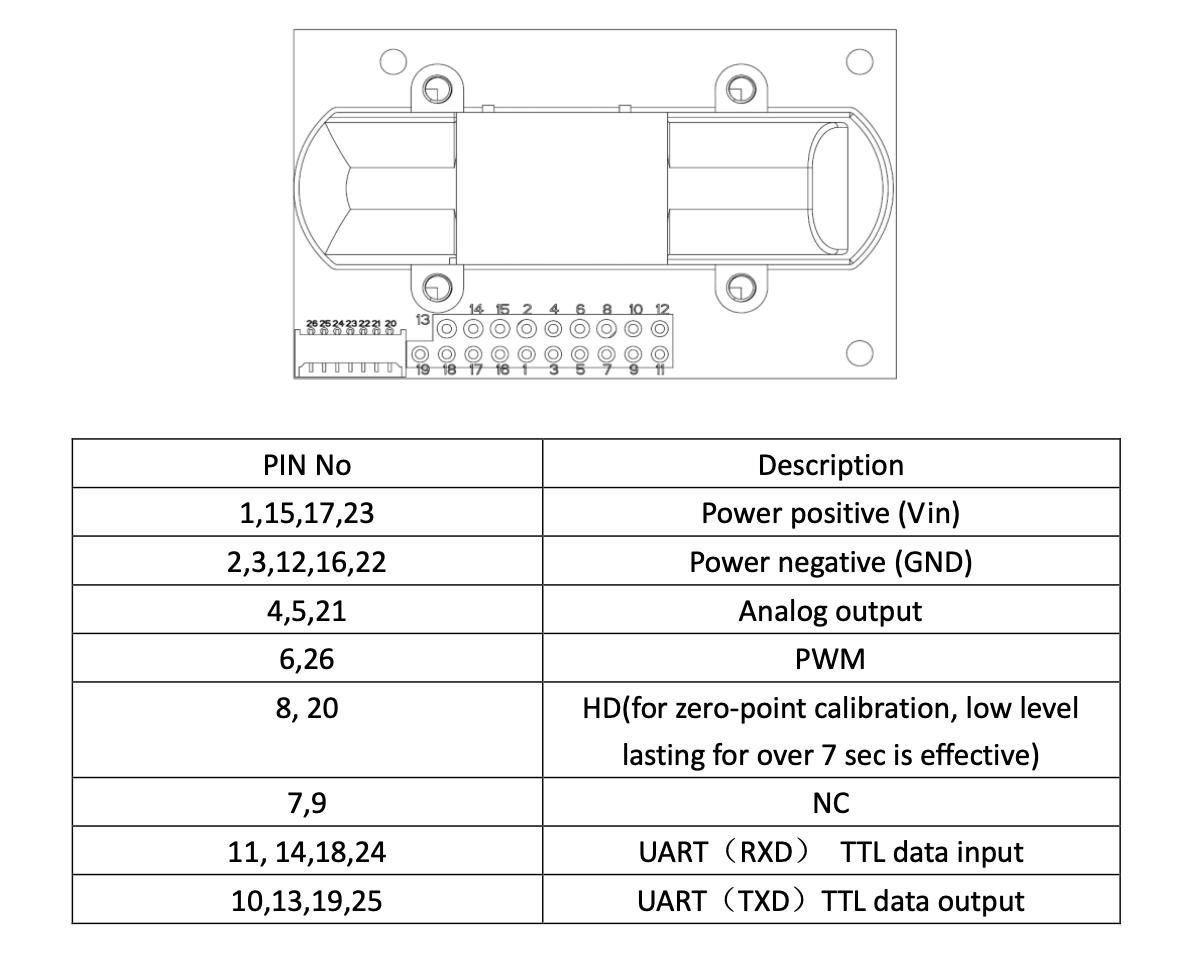 14 15 2 4 6 8 10 12
13
26 25 24 23 22 21 20
19 18 17 16 1 3 5 7 9 11
PIN No Description
1,15,17,23 Power positive (Vin)
2,3,12,16,22 Power negative (GND)
4,5,21 Analog output
6,26 PWM
8, 20 HD(for zero-point calibration, low level
lasting for over 7 sec is effective)
7,9 NC
11, 14,18,24 UART（RXD） TTL data input
10,13,19,25 UART（TXD）TTL data output